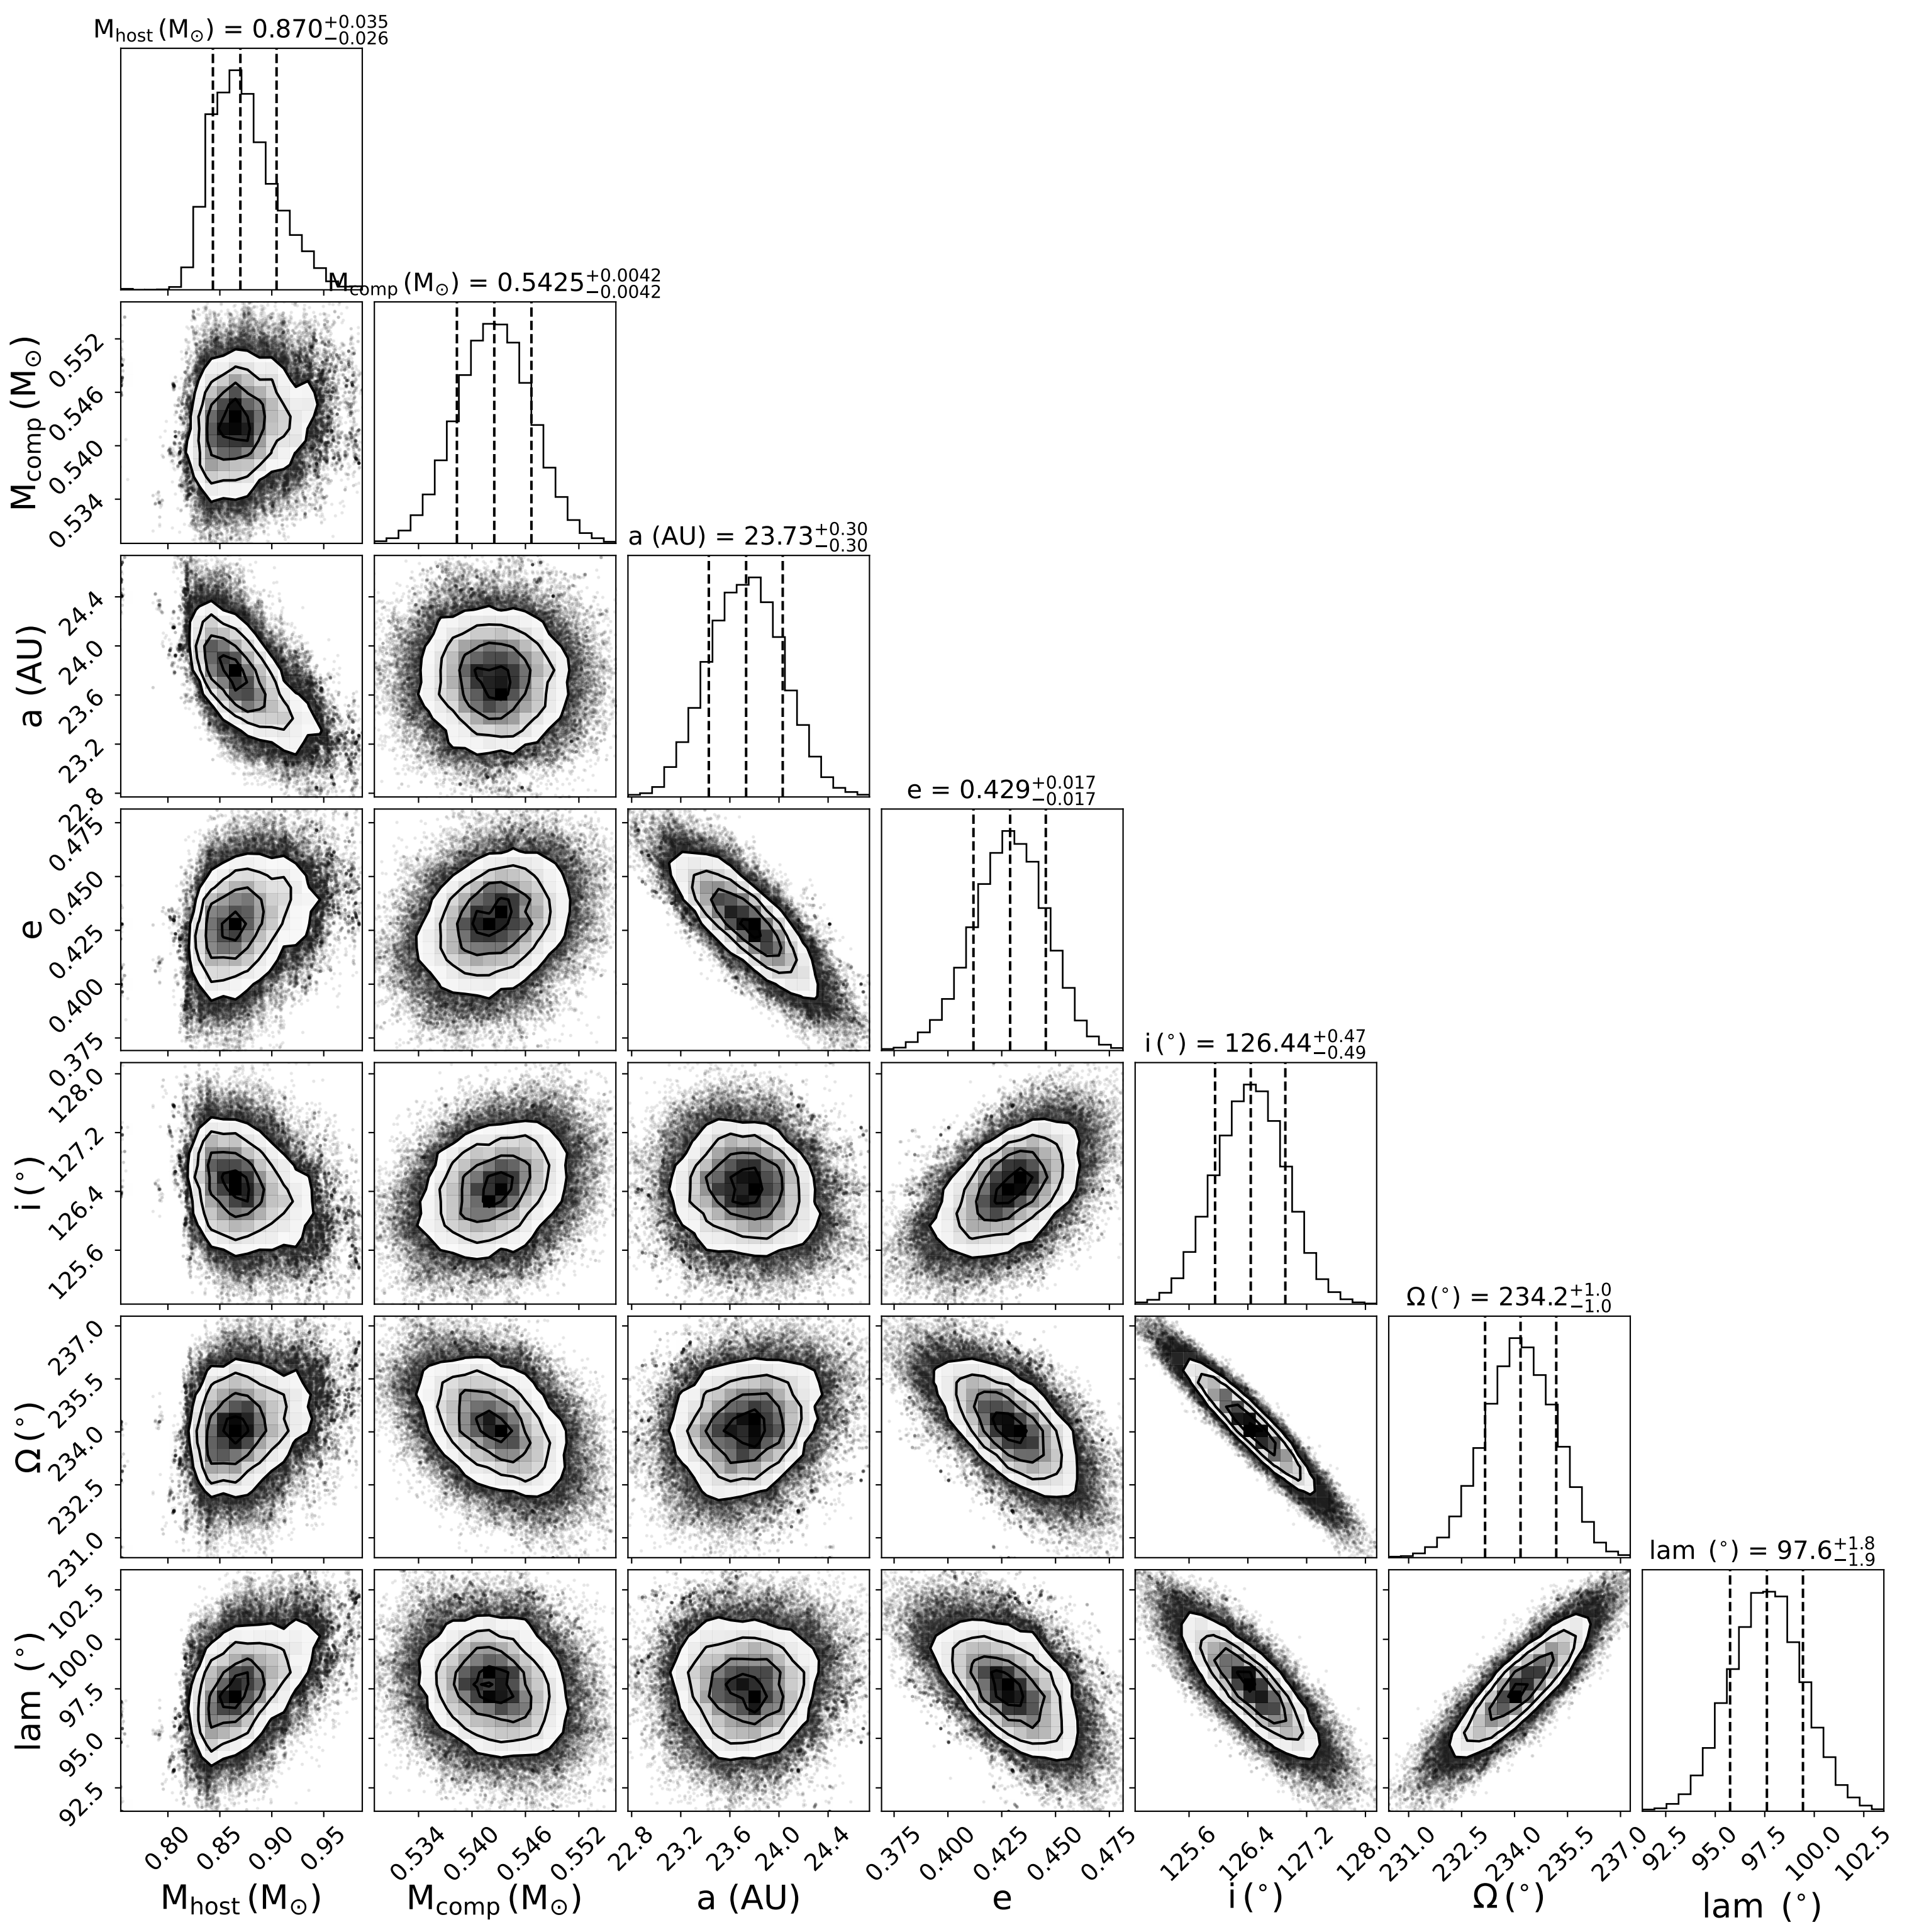 M_host (M_⊙) = 0.870^{+0.035}_{−0.026}
M_comp (M_⊙) = 0.5425^{+0.0042}_{−0.0042}
M_comp (M_⊙)
0.552
0.546
0.540
0.534
a (AU) = 23.73^{+0.30}_{−0.30}
a (AU)
24.4
24.0
23.6
23.2
22.8
e = 0.429^{+0.017}_{−0.017}
e
0.475
0.450
0.425
0.400
0.375
i (°) = 126.44^{+0.47}_{−0.49}
i (°)
128.0
127.2
126.4
125.6
Ω (°) = 234.2^{+1.0}_{−1.0}
Ω (°)
237.0
235.5
234.0
232.5
231.0
lam (°) = 97.6^{+1.8}_{−1.9}
lam (°)
102.5
100.0
97.5
95.0
92.5
0.80 0.85 0.90 0.95 0.534 0.540 0.546 0.552 22.8 23.2 23.6 24.0 24.4 0.375 0.400 0.425 0.450 0.475 125.6 126.4 127.2 128.0 231.0 232.5 234.0 235.5 237.0 92.5 95.0 97.5 100.0 102.5
M_host (M_⊙) M_comp (M_⊙) a (AU) e i (°) Ω (°) lam (°)